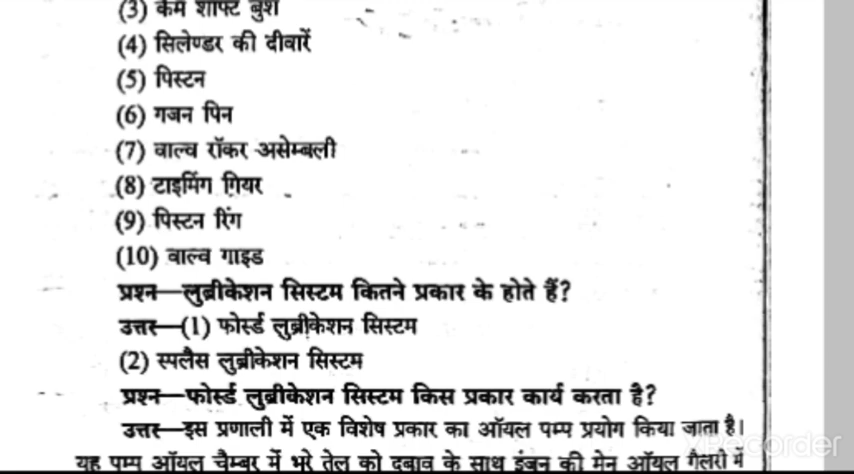 (3) कैम शाफ्ट बुश
(4) सिलेण्डर की दीवारें
(5) पिस्टन
(6) गजन पिन
(7) वाल्व रॉकर असेम्बली
(8) टाइमिंग गियर
(9) पिस्टन रिंग
(10) वाल्व गाइड
प्रश्न—लुब्रीकेशन सिस्टम कितने प्रकार के होते हैं?
उत्तर—(1) फोर्स्ड लुब्रीकेशन सिस्टम
(2) स्पलैस लुब्रीकेशन सिस्टम
प्रश्न—फोर्स्ड लुब्रीकेशन सिस्टम किस प्रकार कार्य करता है?
उत्तर—इस प्रणाली में एक विशेष प्रकार का ऑयल पम्प प्रयोग किया जाता है।
XRecorder
यह पम्प ऑयल चैम्बर में भरे तेल को दबाव के साथ इंजन की मेन ऑयल गैलरी में